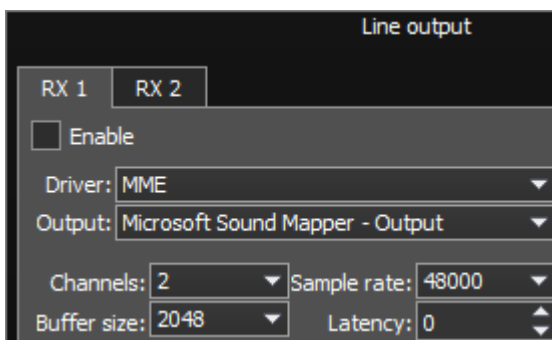 Line output
RX 1 RX 2
Enable
Driver: MME
Output: Microsoft Sound Mapper - Output
Channels: 2 Sample rate: 48000
Buffer size: 2048 Latency: 0